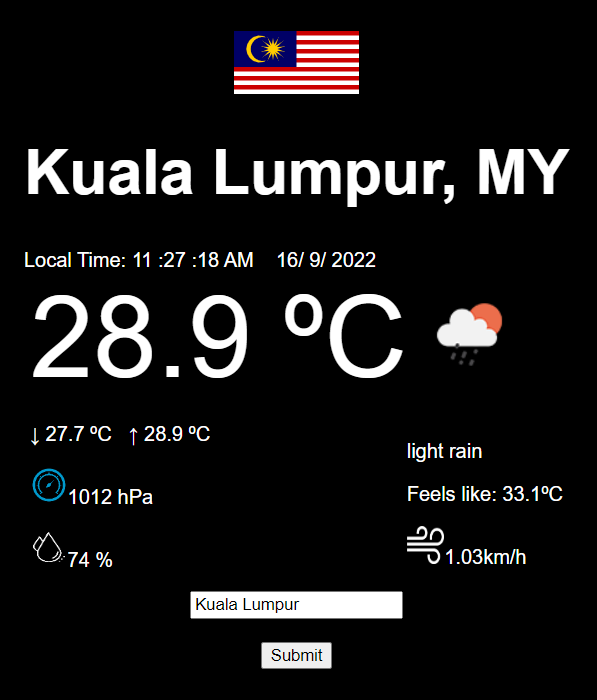 Kuala Lumpur, MY
Local Time: 11 :27 :18 AM 16/ 9/ 2022
28.9 ºC
↓ 27.7 ºC ↑ 28.9 ºC
light rain
1012 hPa
Feels like: 33.1ºC
74 %
1.03km/h
Kuala Lumpur
Submit